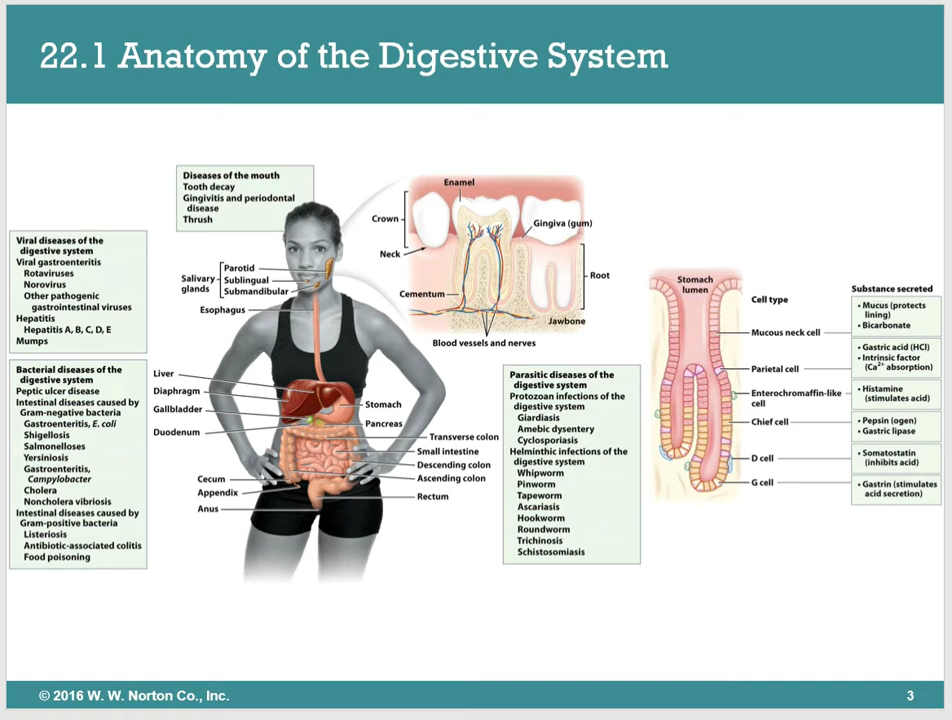 22.1 Anatomy of the Digestive System
Diseases of the mouth
Tooth decay
Gingivitis and periodontal
disease
Thrush
Viral diseases of the
digestive system
Viral gastroenteritis
Rotaviruses
Norovirus
Other pathogenic
gastrointestinal viruses
Hepatitis
Hepatitis A, B, C, D, E
Mumps
Bacterial diseases of the
digestive system
Peptic ulcer disease
Intestinal diseases caused by
Gram-negative bacteria
Gastroenteritis, E. coli
Shigellosis
Salmonelloses
Yersiniosis
Gastroenteritis,
Campylobacter
Cholera
Noncholera vibriosis
Intestinal diseases caused by
Gram-positive bacteria
Listeriosis
Antibiotic-associated colitis
Food poisoning
Salivary
glands
Parotid
Sublingual
Submandibular
Esophagus
Liver
Diaphragm
Gallbladder
Duodenum
Cecum
Appendix
Anus
Stomach
Pancreas
Transverse colon
Small intestine
Descending colon
Ascending colon
Rectum
Enamel
Crown
Neck
Cementum
Gingiva (gum)
Root
Jawbone
Blood vessels and nerves
Parasitic diseases of the
digestive system
Protozoan infections of the
digestive system
Giardiasis
Amebic dysentery
Cyclosporiasis
Helminthic infections of the
digestive system
Whipworm
Pinworm
Tapeworm
Ascariasis
Hookworm
Roundworm
Trichinosis
Schistosomiasis
Stomach
lumen
Cell type
Mucous neck cell
Parietal cell
Enterochromaffin-like
cell
Chief cell
D cell
G cell
Substance secreted
• Mucus (protects
lining)
• Bicarbonate
• Gastric acid (HCl)
• Intrinsic factor
(Ca2+ absorption)
• Histamine
(stimulates acid)
• Pepsin (ogen)
• Gastric lipase
• Somatostatin
(inhibits acid)
• Gastrin (stimulates
acid secretion)
© 2016 W. W. Norton Co., Inc.
3